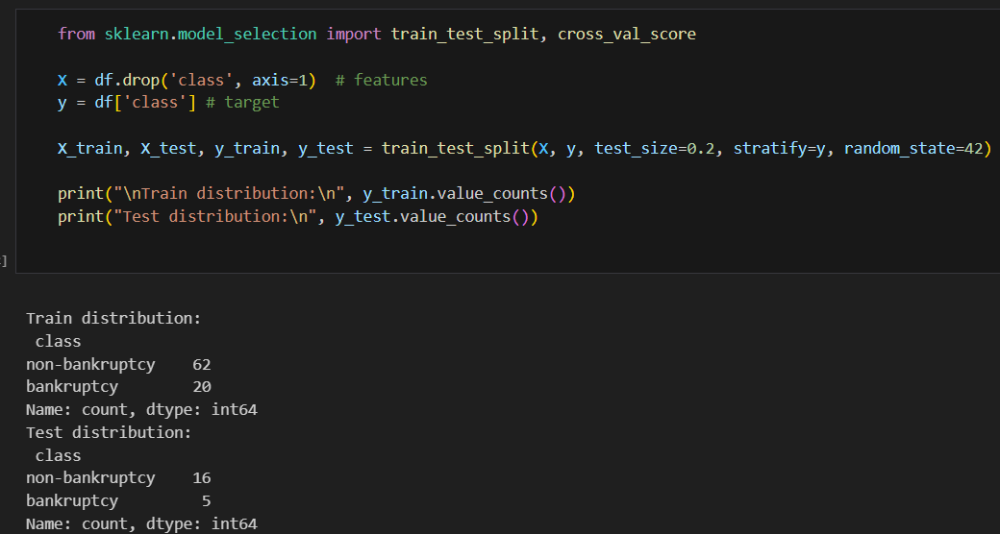 from sklearn.model_selection import train_test_split, cross_val_score
X = df.drop('class', axis=1)  # features
y = df['class'] # target
X_train, X_test, y_train, y_test = train_test_split(X, y, test_size=0.2, stratify=y, random_state=42)
print("\nTrain distribution:\n", y_train.value_counts())
print("Test distribution:\n", y_test.value_counts())
]
Train distribution:
 class
non-bankruptcy    62
bankruptcy        20
Name: count, dtype: int64
Test distribution:
 class
non-bankruptcy    16
bankruptcy         5
Name: count, dtype: int64